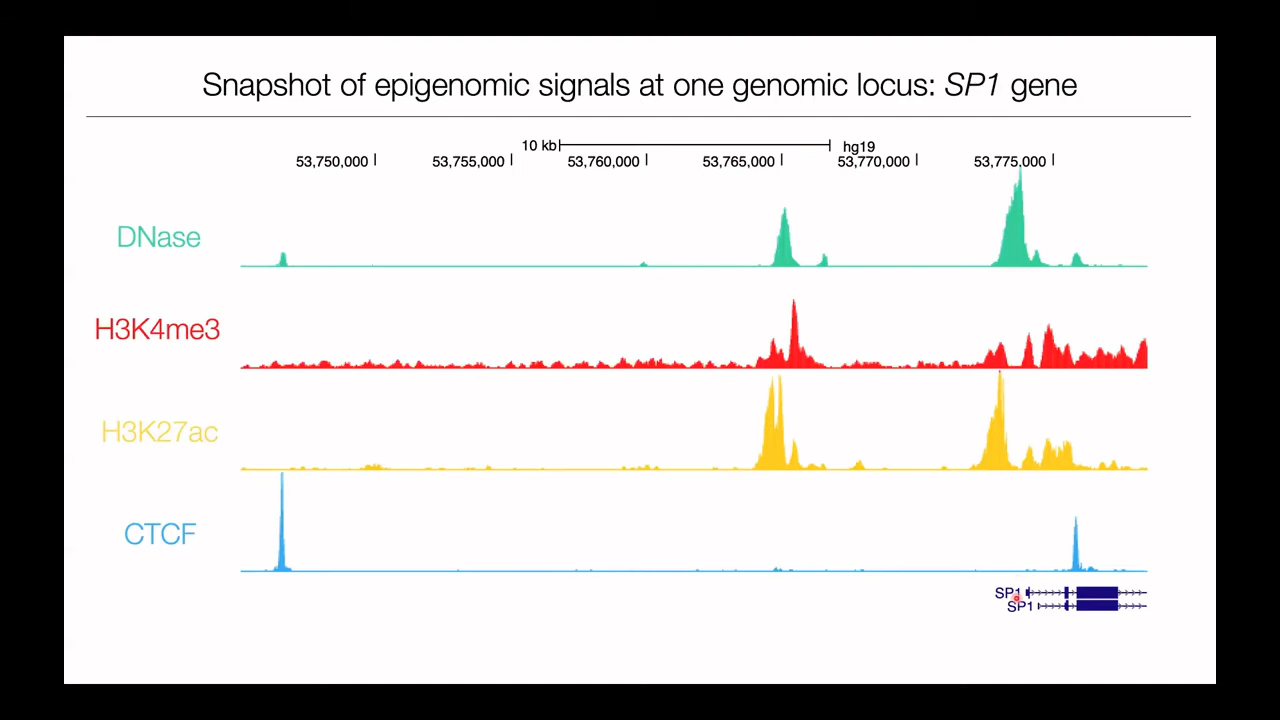 Snapshot of epigenomic signals at one genomic locus: SP1 gene
10 kb hg19
53,750,000 53,755,000 53,760,000 53,765,000 53,770,000 53,775,000
DNase
H3K4me3
H3K27ac
CTCF
SP1
SP1